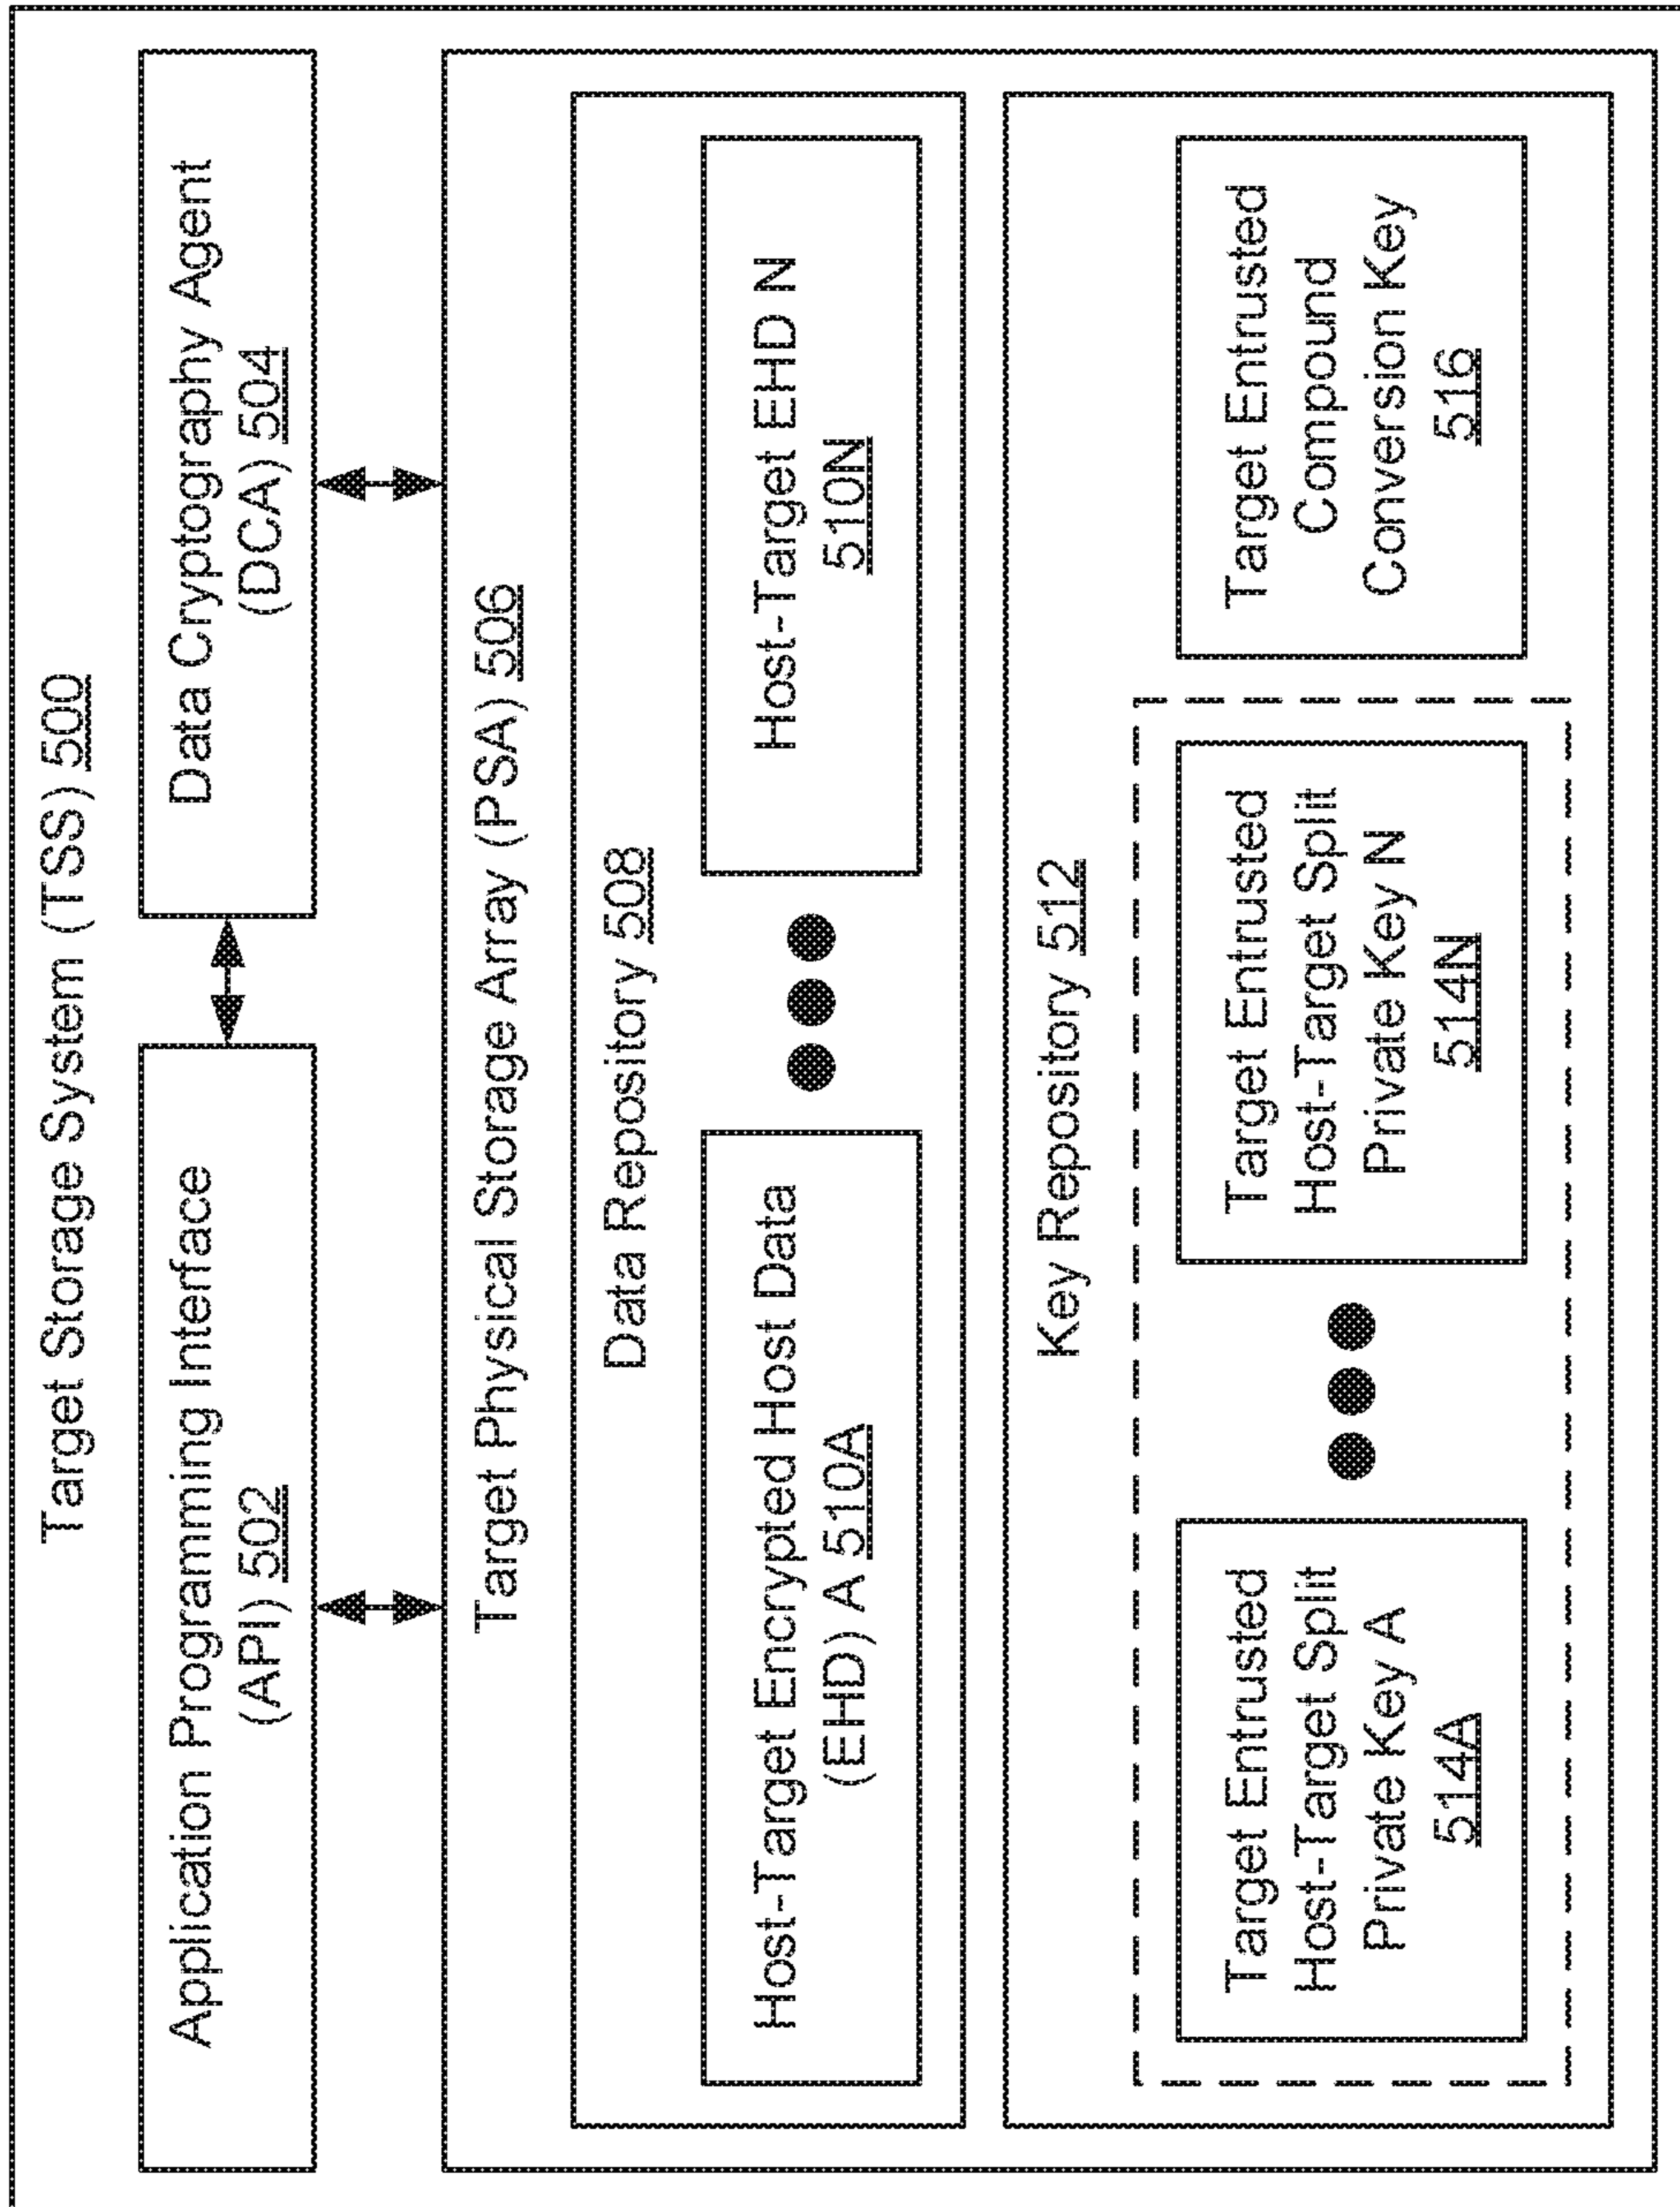 Target Storage System (TSS) 500
Application Programming Interface
(API) 502
Data Cryptography Agent
(DCA) 504
Target Physical Storage Array (PSA) 506
Data Repository 508
Host-Target Encrypted Host Data
(EHD) A 510A
Host-Target EHD N
510N
Key Repository 512
Target Entrusted
Host-Target Split
Private Key A
514A
Target Entrusted
Host-Target Split
Private Key N
514N
Target Entrusted
Compound
Conversion Key
516